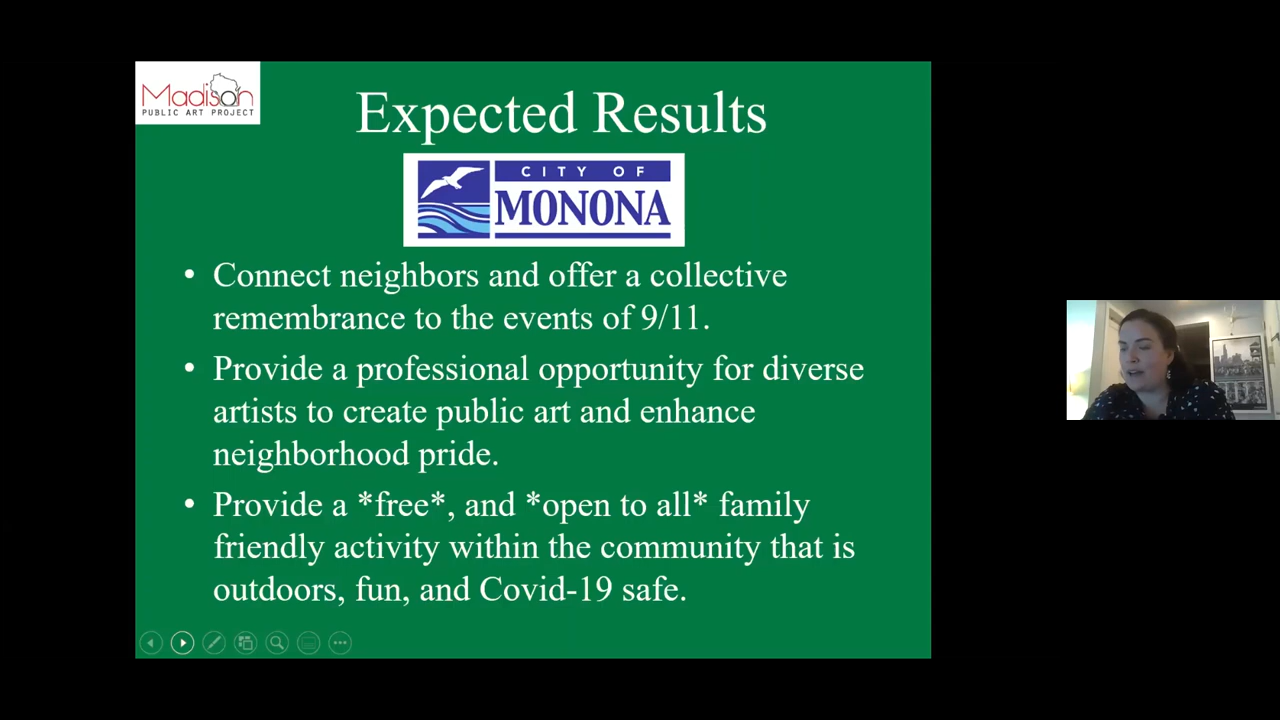 Madison
PUBLIC ART PROJECT
Expected Results
CITY OF
MONONA
• Connect neighbors and offer a collective
remembrance to the events of 9/11.
• Provide a professional opportunity for diverse
artists to create public art and enhance
neighborhood pride.
• Provide a *free*, and *open to all* family
friendly activity within the community that is
outdoors, fun, and Covid-19 safe.